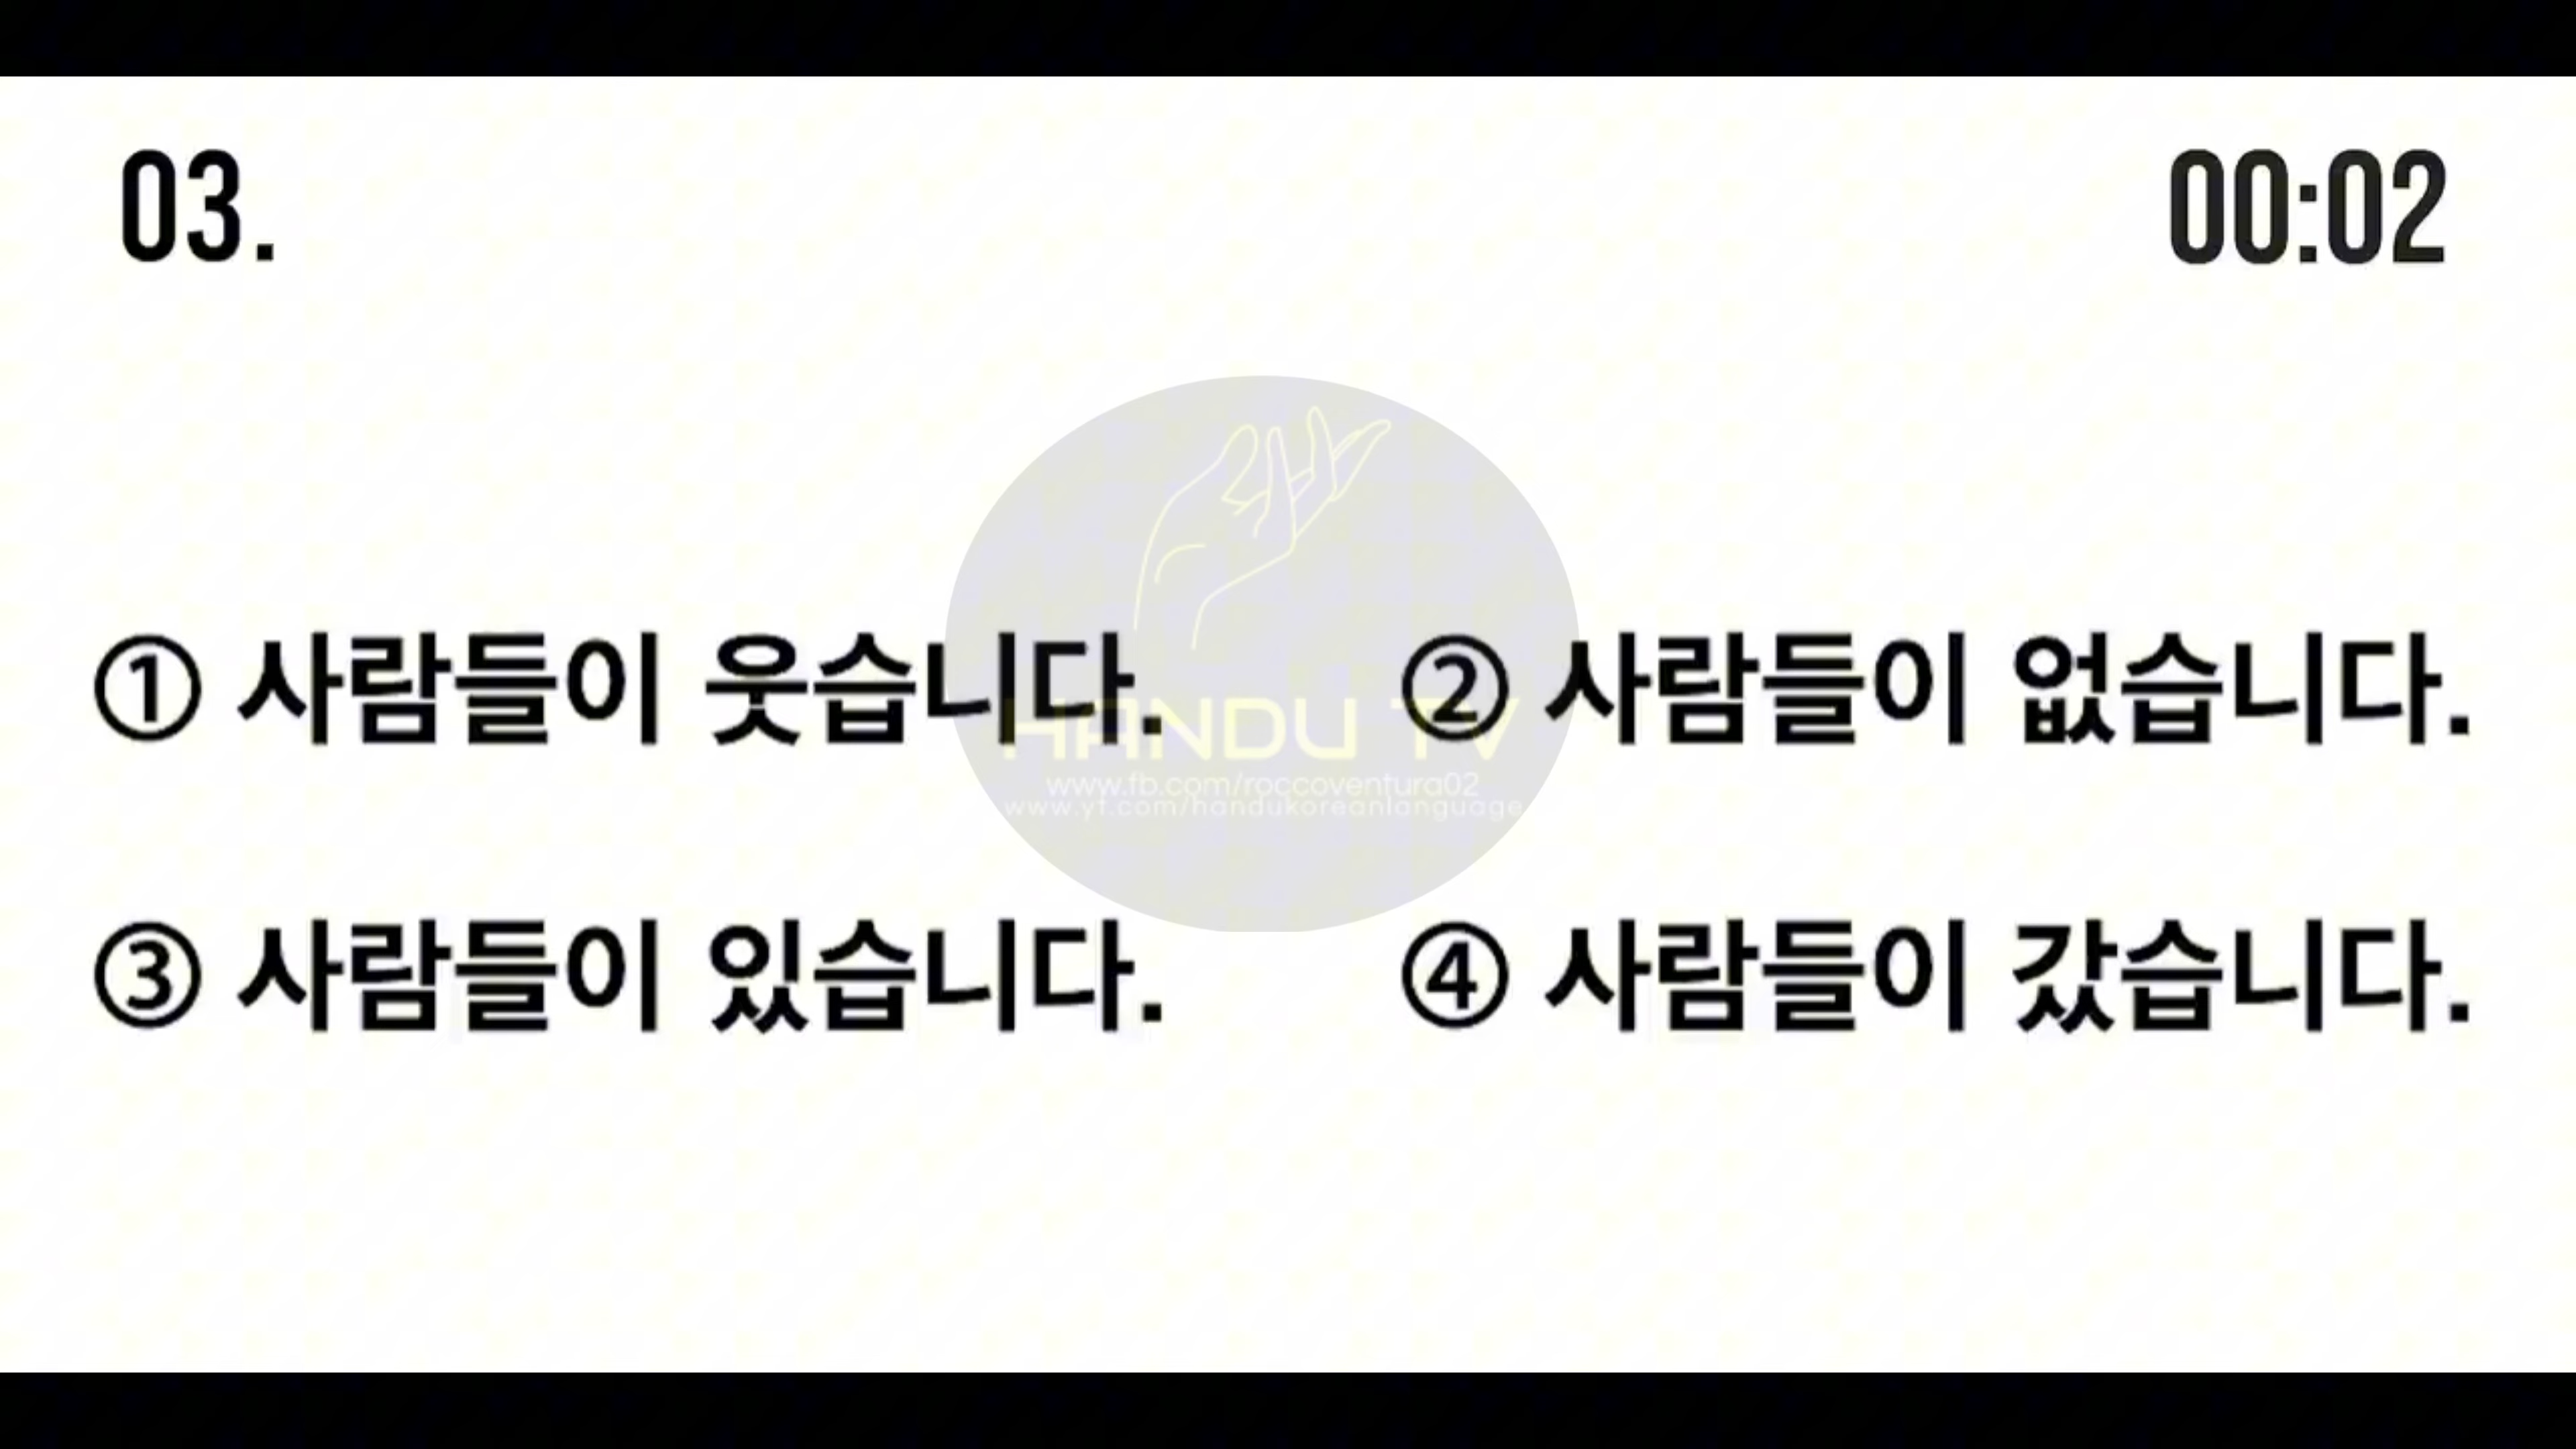 03.
00:02
① 사람들이 웃습니다.
② 사람들이 없습니다.
HANDU TV
www.fb.com/roccoventura02
www.yt.com/handukoreanlanguage
③ 사람들이 있습니다.
④ 사람들이 갔습니다.